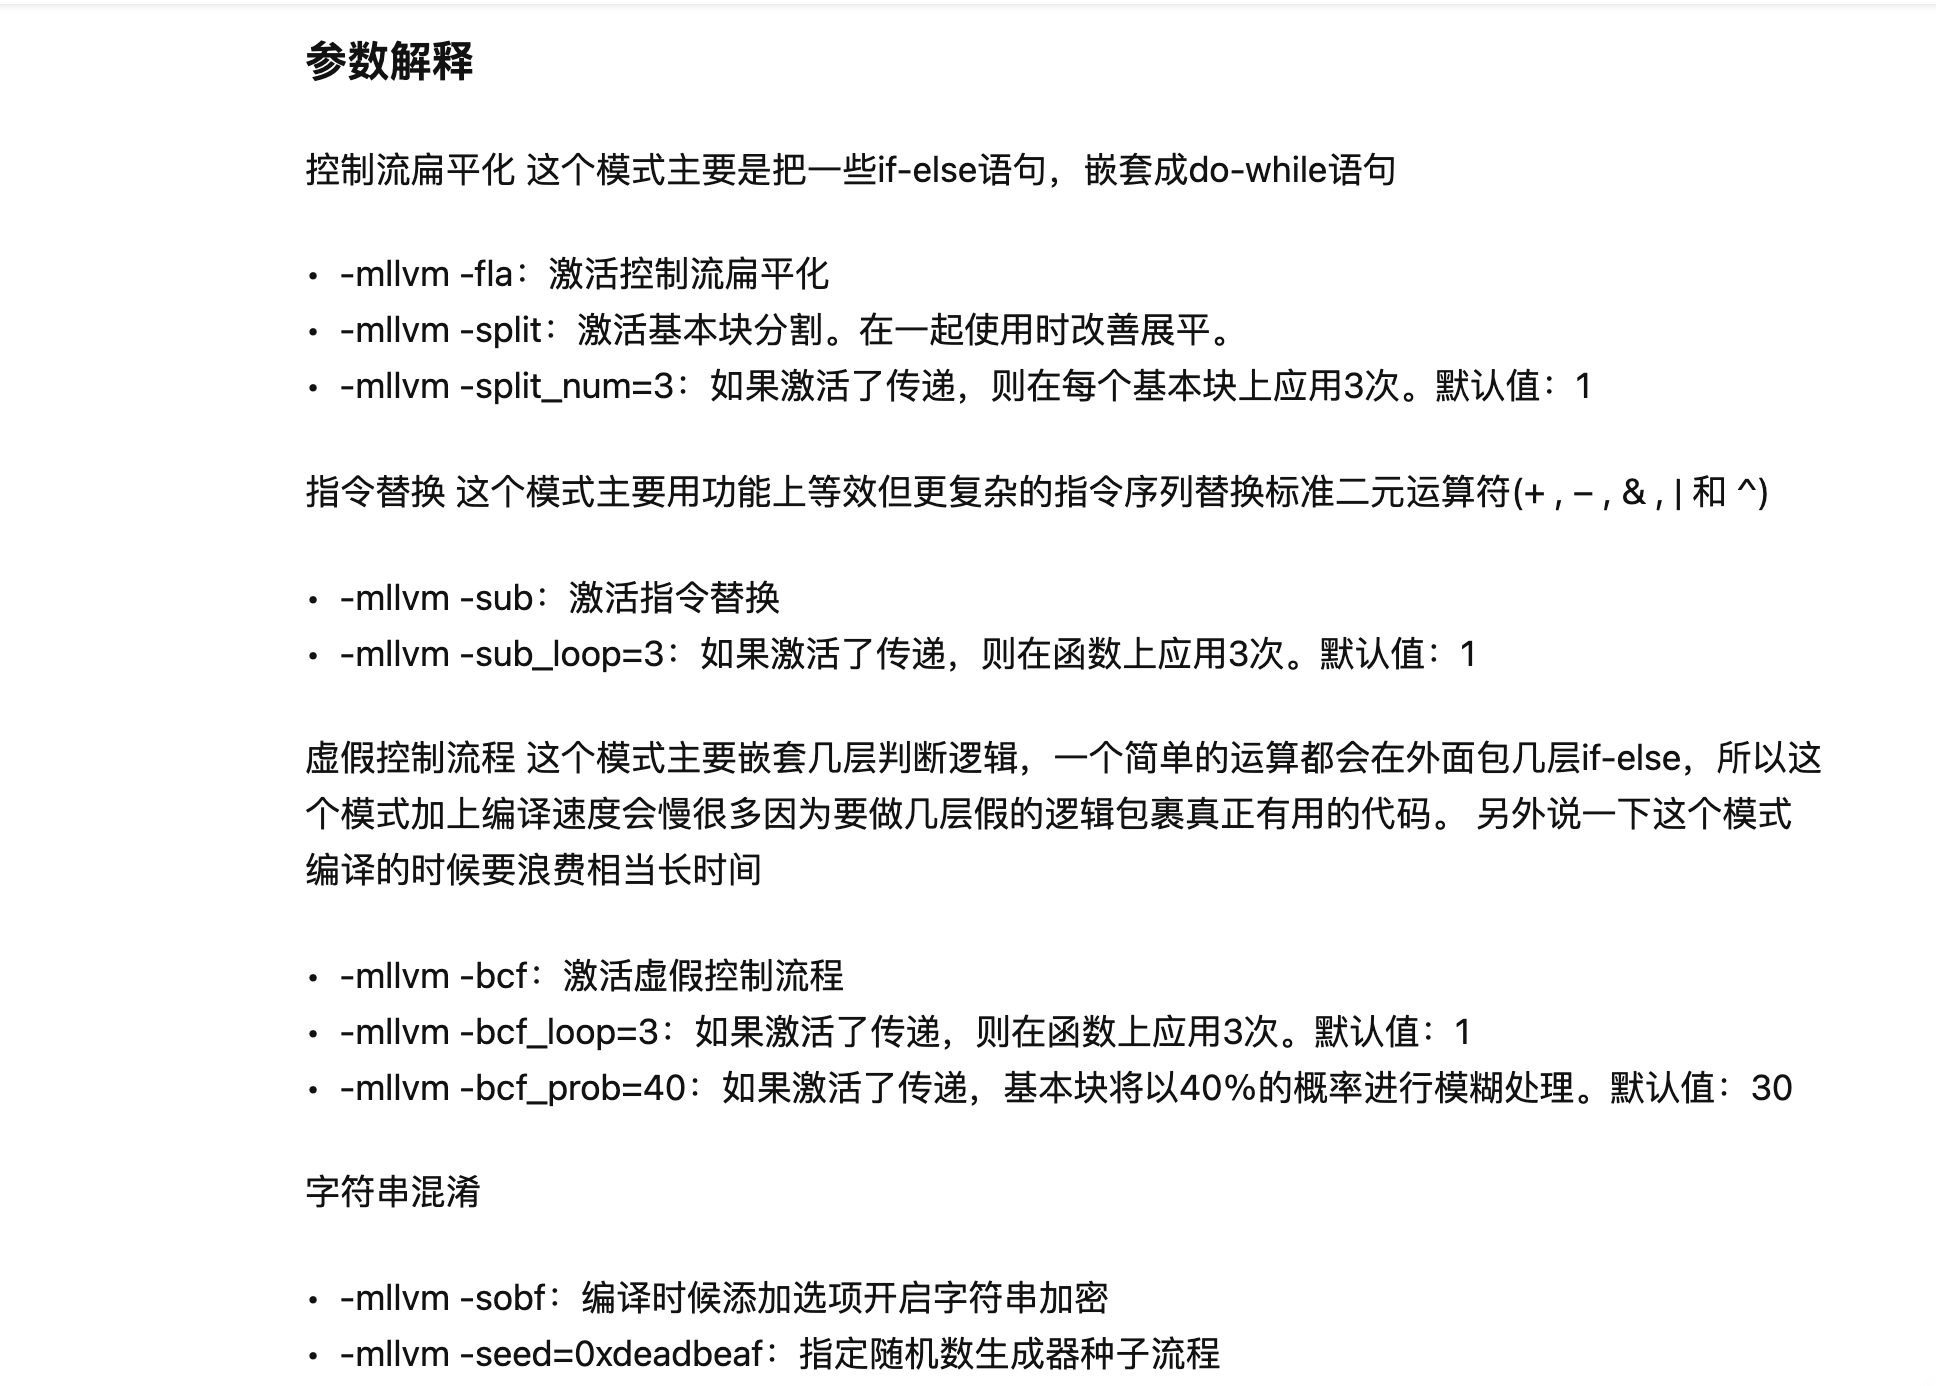 参数解释
控制流扁平化 这个模式主要是把一些if-else语句，嵌套成do-while语句
• -mllvm -fla：激活控制流扁平化
• -mllvm -split：激活基本块分割。在一起使用时改善展平。
• -mllvm -split_num=3：如果激活了传递，则在每个基本块上应用3次。默认值：1
指令替换 这个模式主要用功能上等效但更复杂的指令序列替换标准二元运算符(+ , – , & , | 和 ^)
• -mllvm -sub：激活指令替换
• -mllvm -sub_loop=3：如果激活了传递，则在函数上应用3次。默认值：1
虚假控制流程 这个模式主要嵌套几层判断逻辑，一个简单的运算都会在外面包几层if-else，所以这
个模式加上编译速度会慢很多因为要做几层假的逻辑包裹真正有用的代码。 另外说一下这个模式
编译的时候要浪费相当长时间
• -mllvm -bcf：激活虚假控制流程
• -mllvm -bcf_loop=3：如果激活了传递，则在函数上应用3次。默认值：1
• -mllvm -bcf_prob=40：如果激活了传递，基本块将以40%的概率进行模糊处理。默认值：30
字符串混淆
• -mllvm -sobf：编译时候添加选项开启字符串加密
• -mllvm -seed=0xdeadbeaf：指定随机数生成器种子流程